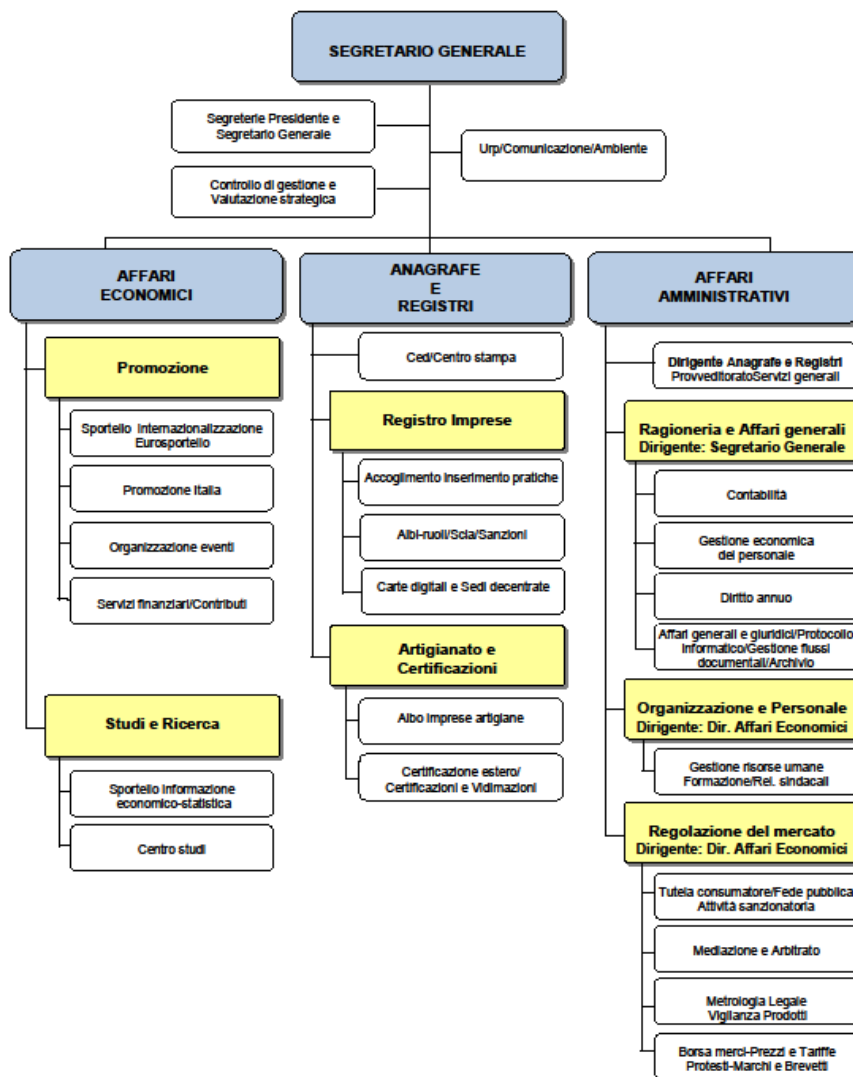 SEGRETARIO GENERALE
Segreterie Presidente e
Segretario Generale
Urp/Comunicazione/Ambiente
Controllo di gestione e
Valutazione strategica
AFFARI
ECONOMICI
Promozione
Sportello Internazionalizzazione
Eurosportello
Promozione Italia
Organizzazione eventi
Servizi finanziari/Contributi
Studi e Ricerca
Sportello informazione
economico-statistica
Centro studi
ANAGRAFE
E
REGISTRI
Ced/Centro stampa
Registro Imprese
Accoglimento inserimento pratiche
Albi-ruoli/Scia/Sanzioni
Carte digitali e Sedi decentrate
Artigianato e
Certificazioni
Albo imprese artigiane
Certificazione estero/
Certificazioni e Vidimazioni
AFFARI
AMMINISTRATIVI
Dirigente Anagrafe e Registri
ProvveditoratoServizi generali
Ragioneria e Affari generali
Dirigente: Segretario Generale
Contabilità
Gestione economica
del personale
Diritto annuo
Affari generali e giuridici/Protocollo
Informatico/Gestione flussi
documentali/Archivio
Organizzazione e Personale
Dirigente: Dir. Affari Economici
Gestione risorse umane
Formazione/Rel. sindacali
Regolazione del mercato
Dirigente: Dir. Affari Economici
Tutela consumatore/Fede pubblica
Attività sanzionatoria
Mediazione e Arbitrato
Metrologia Legale
Vigilanza Prodotti
Borsa merci-Prezzi e Tariffe
Protesti-Marchi e Brevetti